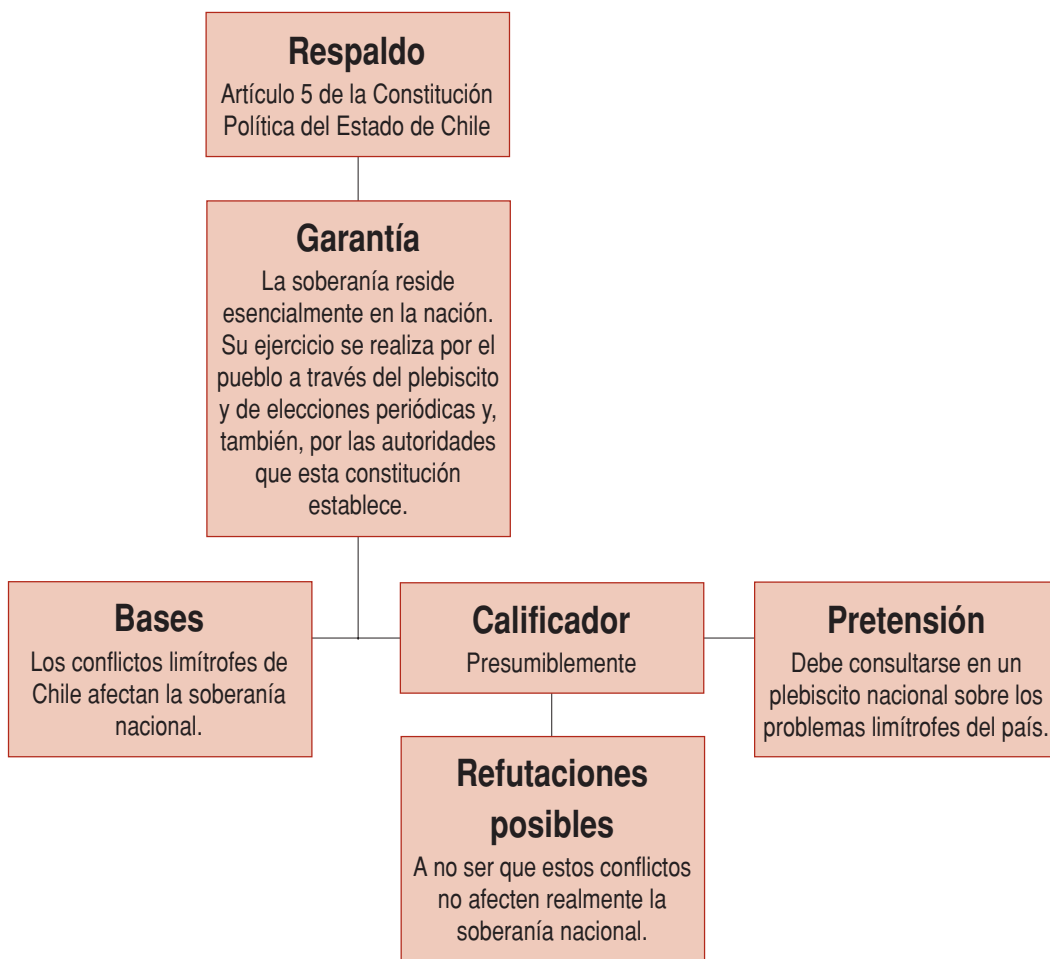 Respaldo
Artículo 5 de la Constitución
Política del Estado de Chile
Garantía
La soberanía reside
esencialmente en la nación.
Su ejercicio se realiza por el
pueblo a través del plebiscito
y de elecciones periódicas y,
también, por las autoridades
que esta constitución
establece.
Bases
Los conflictos limítrofes de
Chile afectan la soberanía
nacional.
Calificador
Presumiblemente
Pretensión
Debe consultarse en un
plebiscito nacional sobre los
problemas limítrofes del país.
Refutaciones
posibles
A no ser que estos conflictos
no afecten realmente la
soberanía nacional.